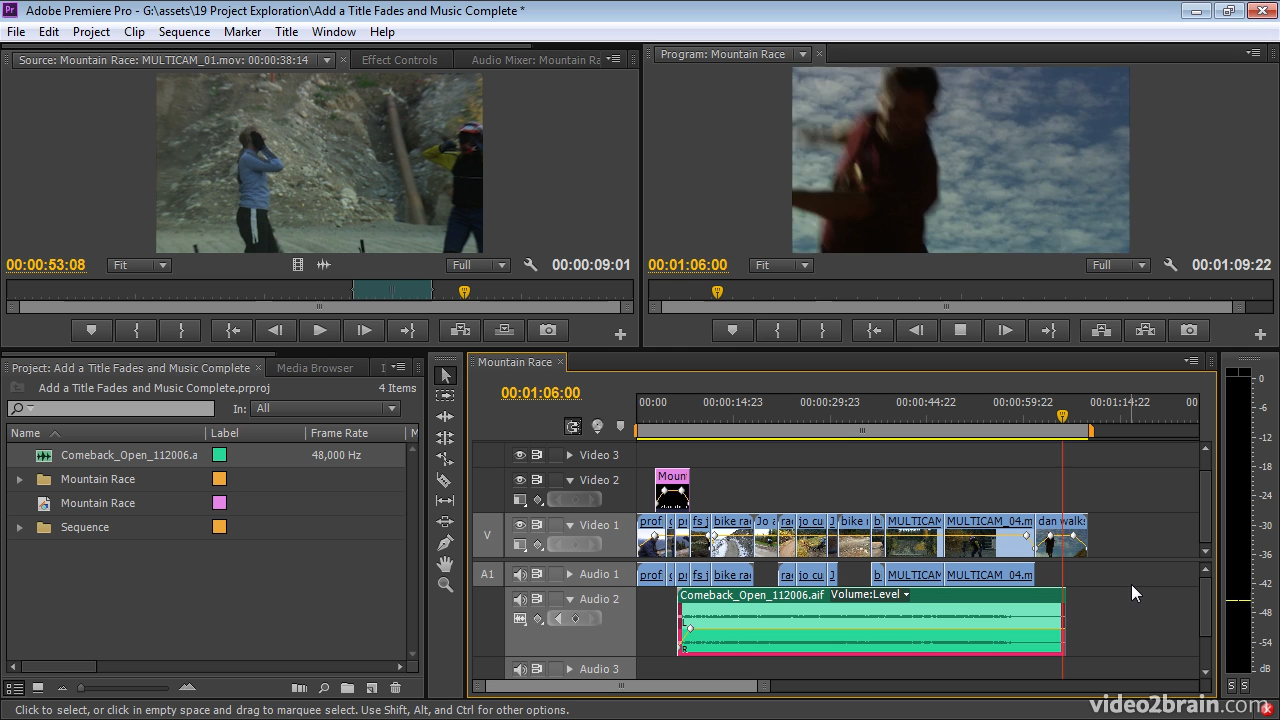 Adobe Premiere Pro - G:\assets\19 Project Exploration\Add a Title Fades and Music Complete *
File Edit Project Clip Sequence Marker Title Window Help
Source: Mountain Race: MULTICAM_01.mov: 00:00:38:14 Effect Controls Audio Mixer: Mountain Ra
Program: Mountain Race
00:00:53:08 Fit Full 00:00:09:01
00:01:06:00 Fit Full 00:01:09:22
Project: Add a Title Fades and Music Complete Media Browser
Add a Title Fades and Music Complete.prproj 4 Items
In: All
Name Label Frame Rate M
Comeback_Open_112006.a 48,000 Hz
Mountain Race
Mountain Race
Sequence
Mountain Race
00:01:06:00
00:00 00:00:14:23 00:00:29:23 00:00:44:22 00:00:59:22 00:01:14:22 00
Video 3
Video 2 Moun
V Video 1 prof pr fs j bike rac Jo a rac jo cu J bike r b MULTICAM MULTICAM_04.m dan walks
A1 Audio 1 prof pr fs j bike rac rac jo cu J b MULTICAM MULTICAM_04.m
Audio 2 Comeback_Open_112006.aif Volume:Level
L
R
Audio 3
0
-6
-12
-18
-24
-30
-36
-42
-48
-54
dB
S S
Click to select, or click in empty space and drag to marquee select. Use Shift, Alt, and Ctrl for other options.
video2brain.com